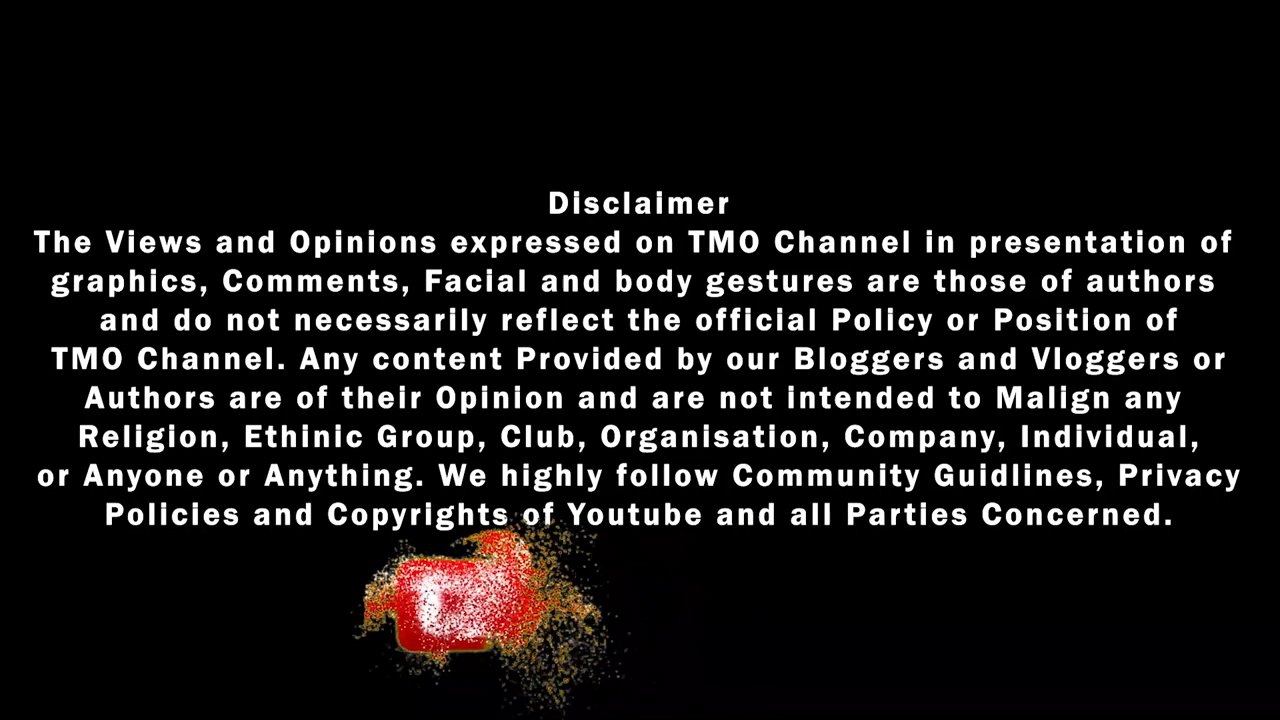 Disclaimer
The Views and Opinions expressed on TMO Channel in presentation of
graphics, Comments, Facial and body gestures are those of authors
and do not necessarily reflect the official Policy or Position of
TMO Channel. Any content Provided by our Bloggers and Vloggers or
Authors are of their Opinion and are not intended to Malign any
Religion, Ethinic Group, Club, Organisation, Company, Individual,
or Anyone or Anything. We highly follow Community Guidlines, Privacy
Policies and Copyrights of Youtube and all Parties Concerned.